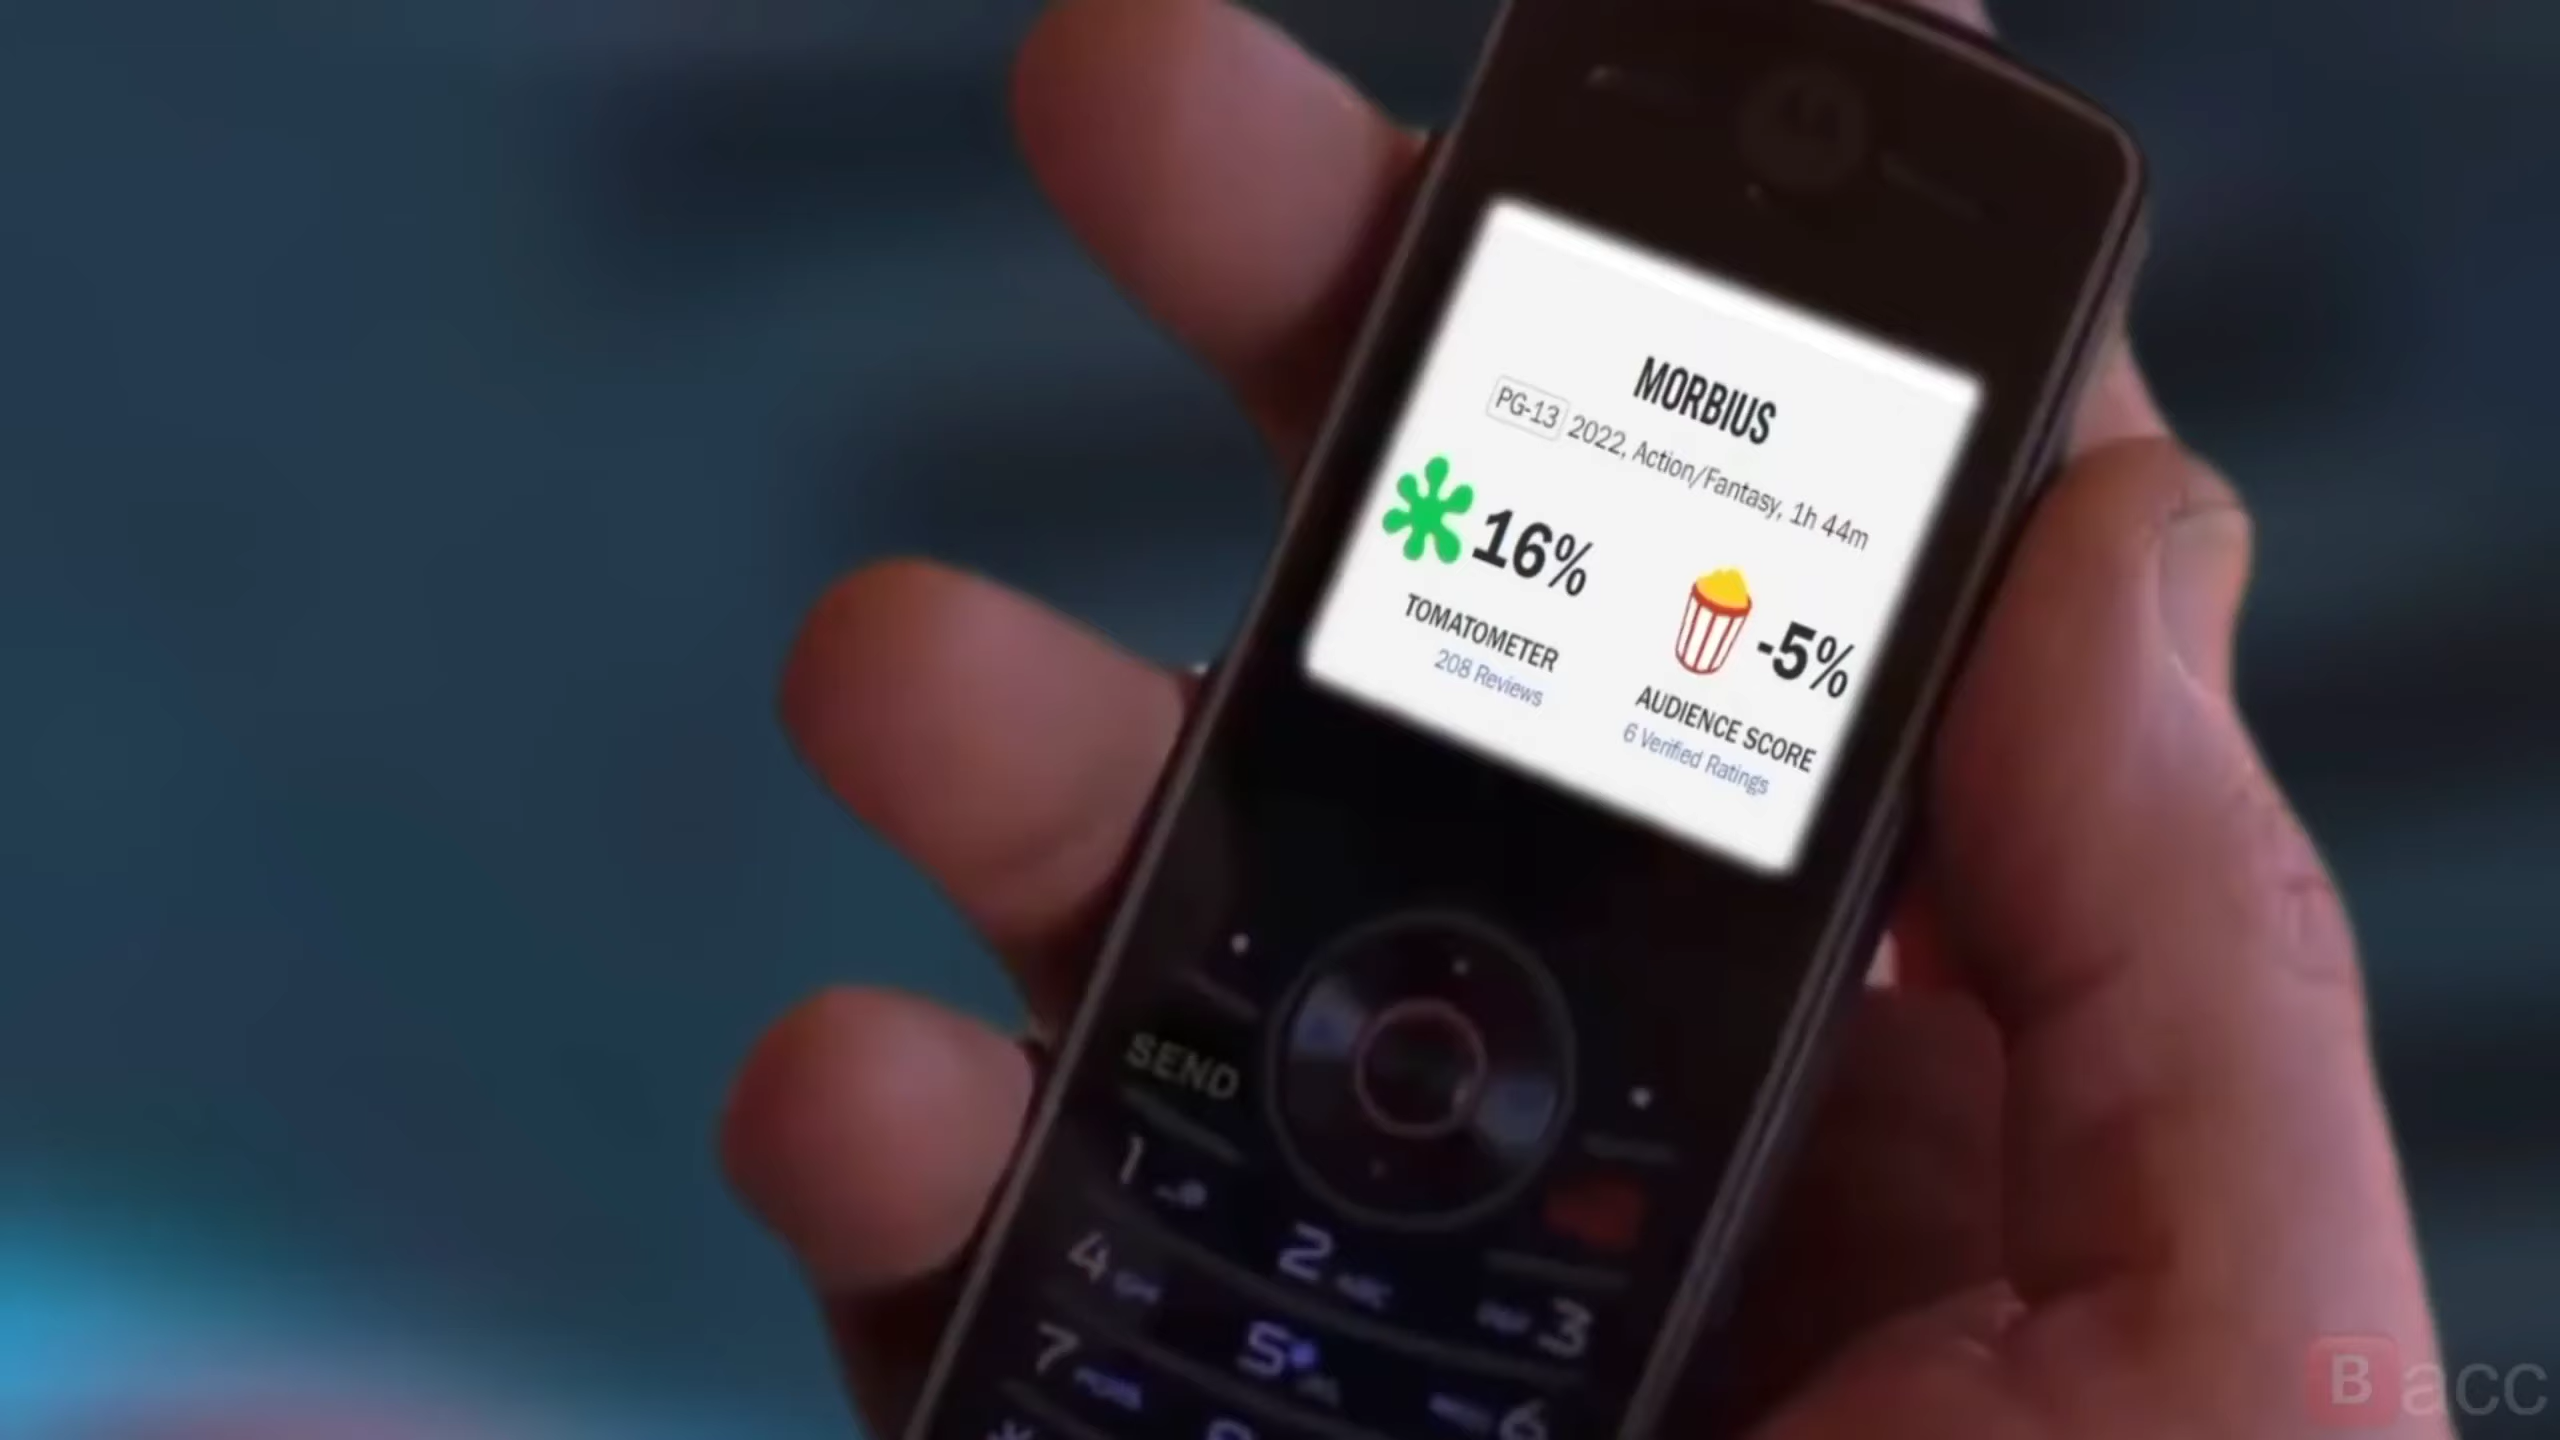 MORBIUS
PG-13 2022, Action/Fantasy, 1h 44m
16%
TOMATOMETER
208 Reviews
-5%
AUDIENCE SCORE
6 Verified Ratings
SEND
1
2
3
4
5
6
7
B acc